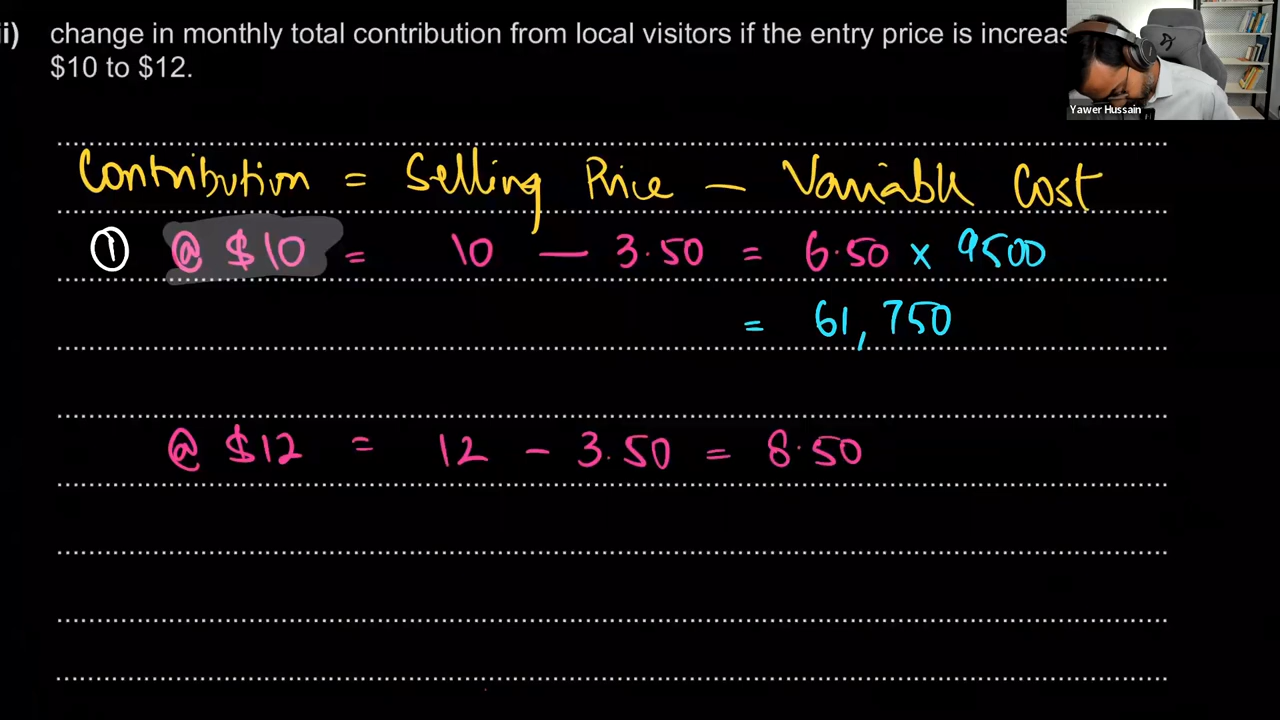 ii) change in monthly total contribution from local visitors if the entry price is increas
$10 to $12.
Yawer Hussain
Contribution = Selling Price - Variable Cost
① @ $10 = 10 - 3.50 = 6.50 x 9500
= 61,750
@ $12 = 12 - 3.50 = 8.50